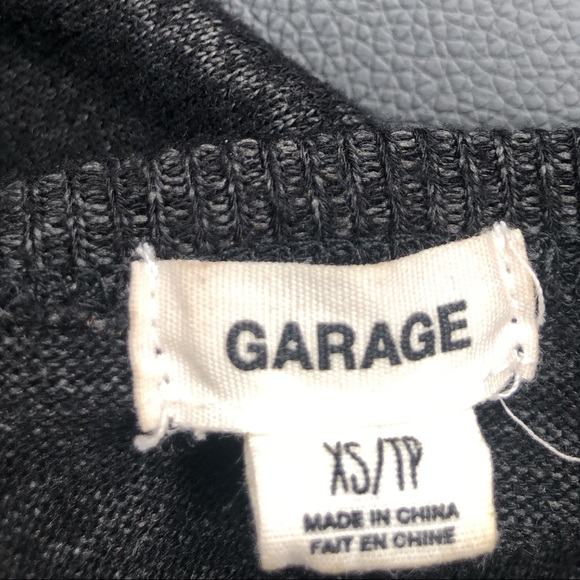 GARAGE
XS/TP
MADE IN CHINA
FAIT EN CHINE